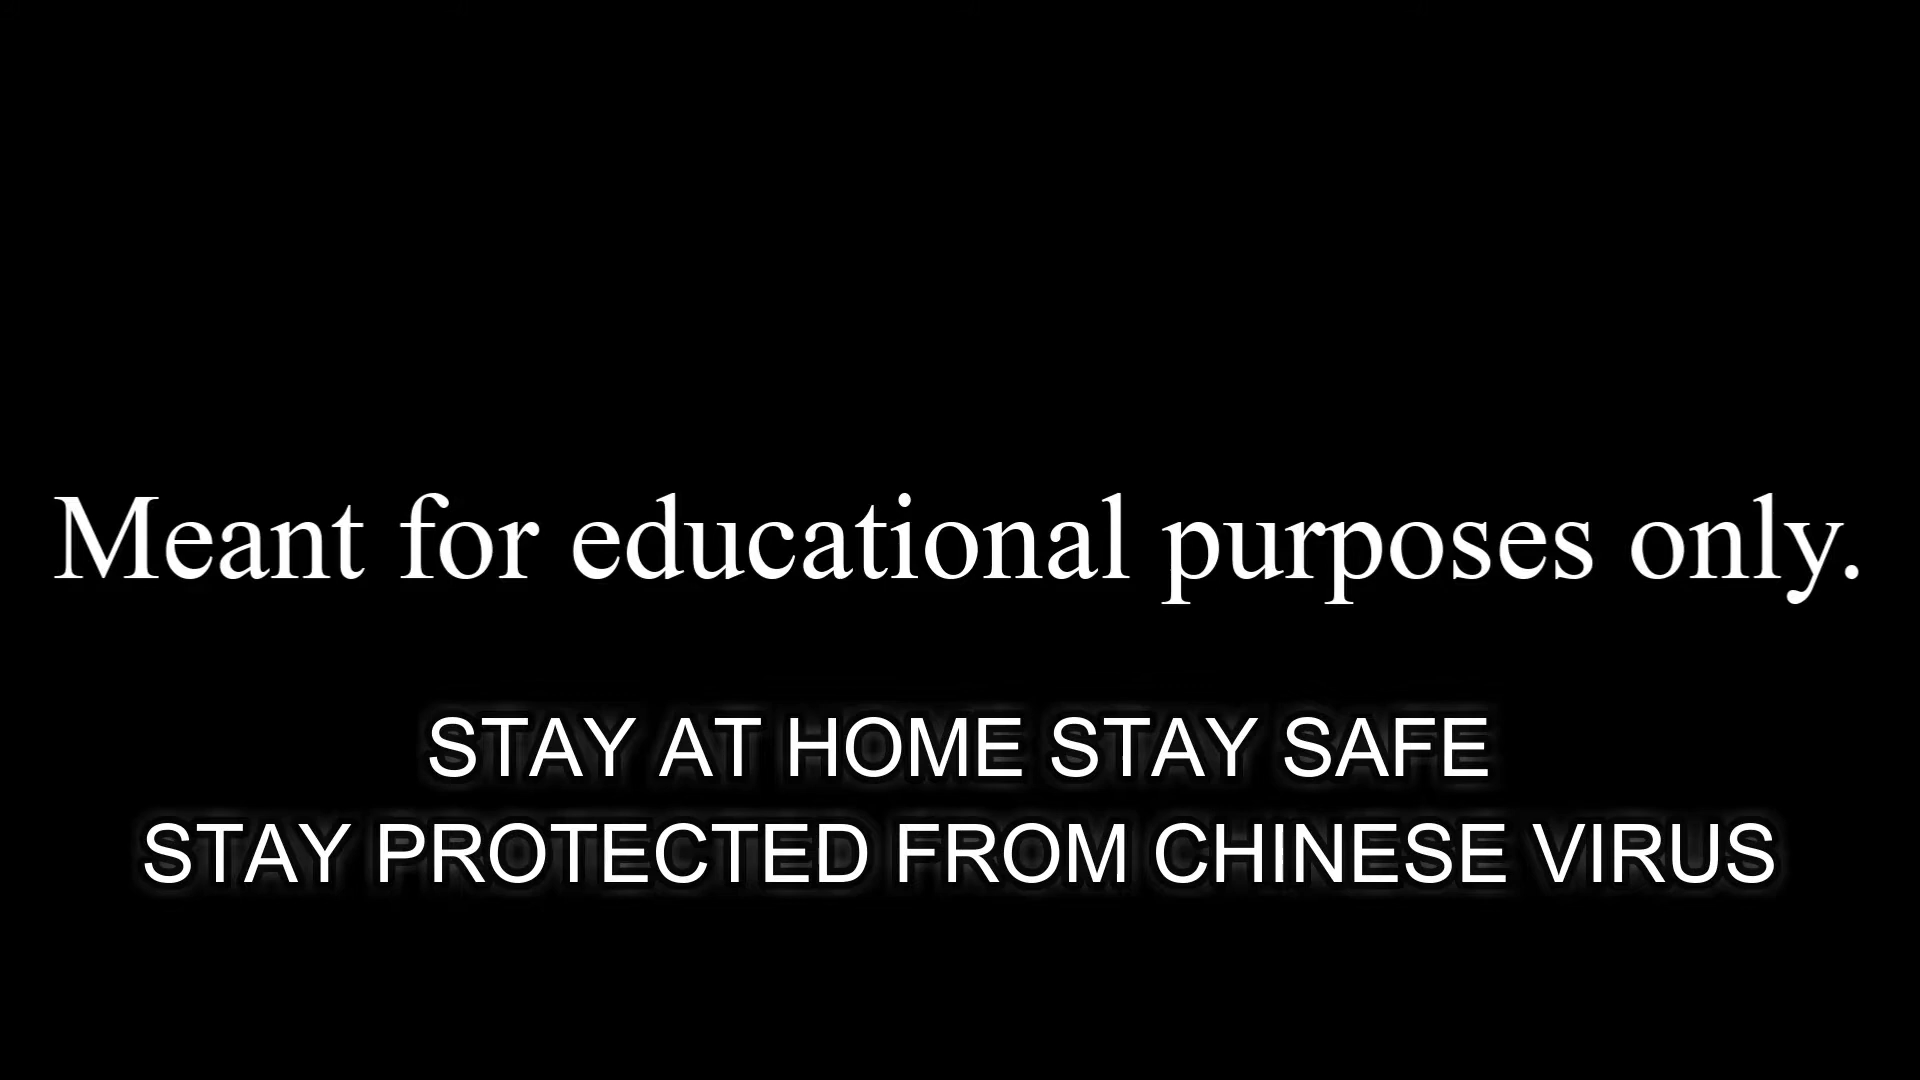 Meant for educational purposes only.
STAY AT HOME STAY SAFE
STAY PROTECTED FROM CHINESE VIRUS